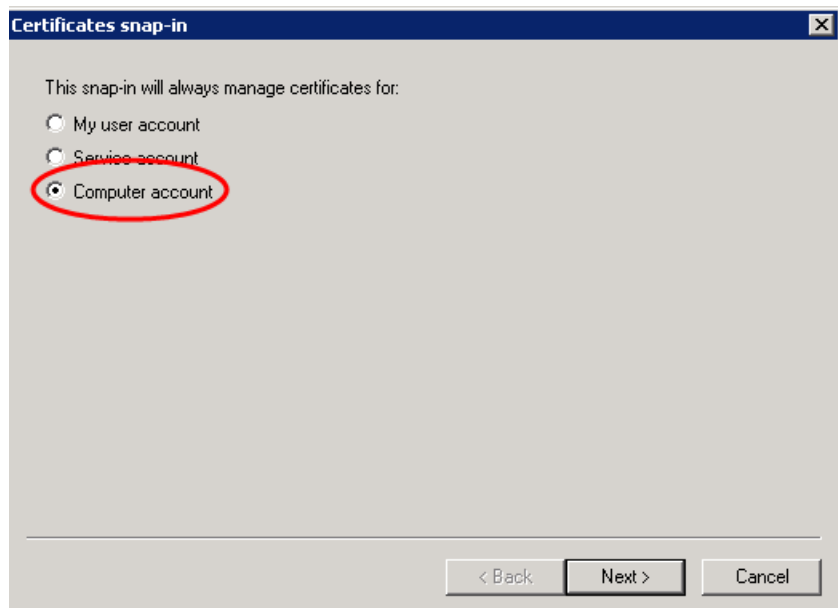 Certificates snap-in
This snap-in will always manage certificates for:
My user account
Service account
Computer account
< Back
Next >
Cancel